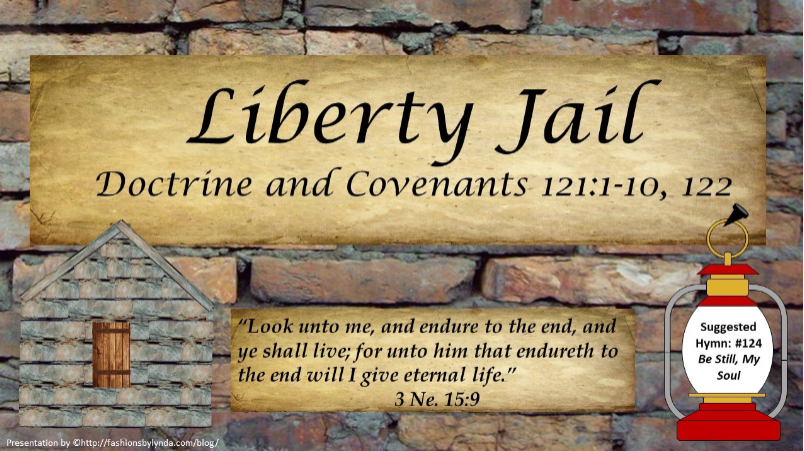 Liberty Jail
Doctrine and Covenants 121:1-10, 122
“Look unto me, and endure to the end, and
ye shall live; for unto him that endureth to
the end will I give eternal life.”
3 Ne. 15:9
Suggested
Hymn: #124
Be Still, My
Soul
Presentation by ©http://fashionsbylynda.com/blog/